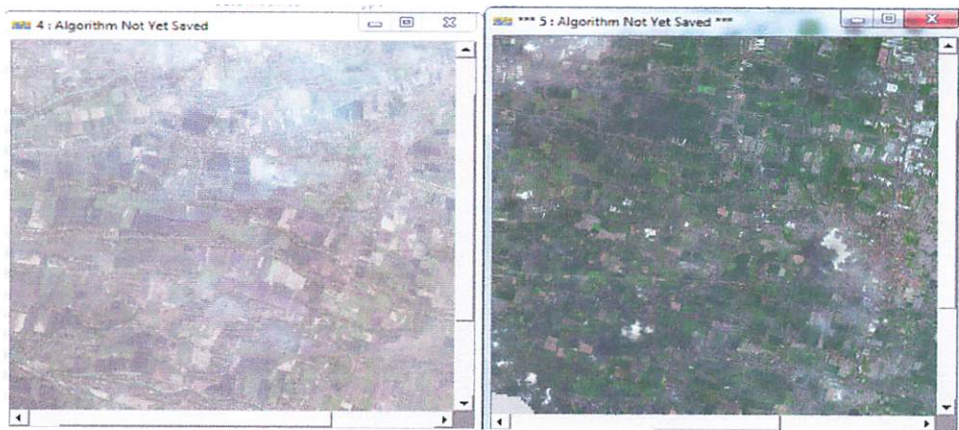 4 : Algorithm Not Yet Saved
*** 5 : Algorithm Not Yet Saved ***